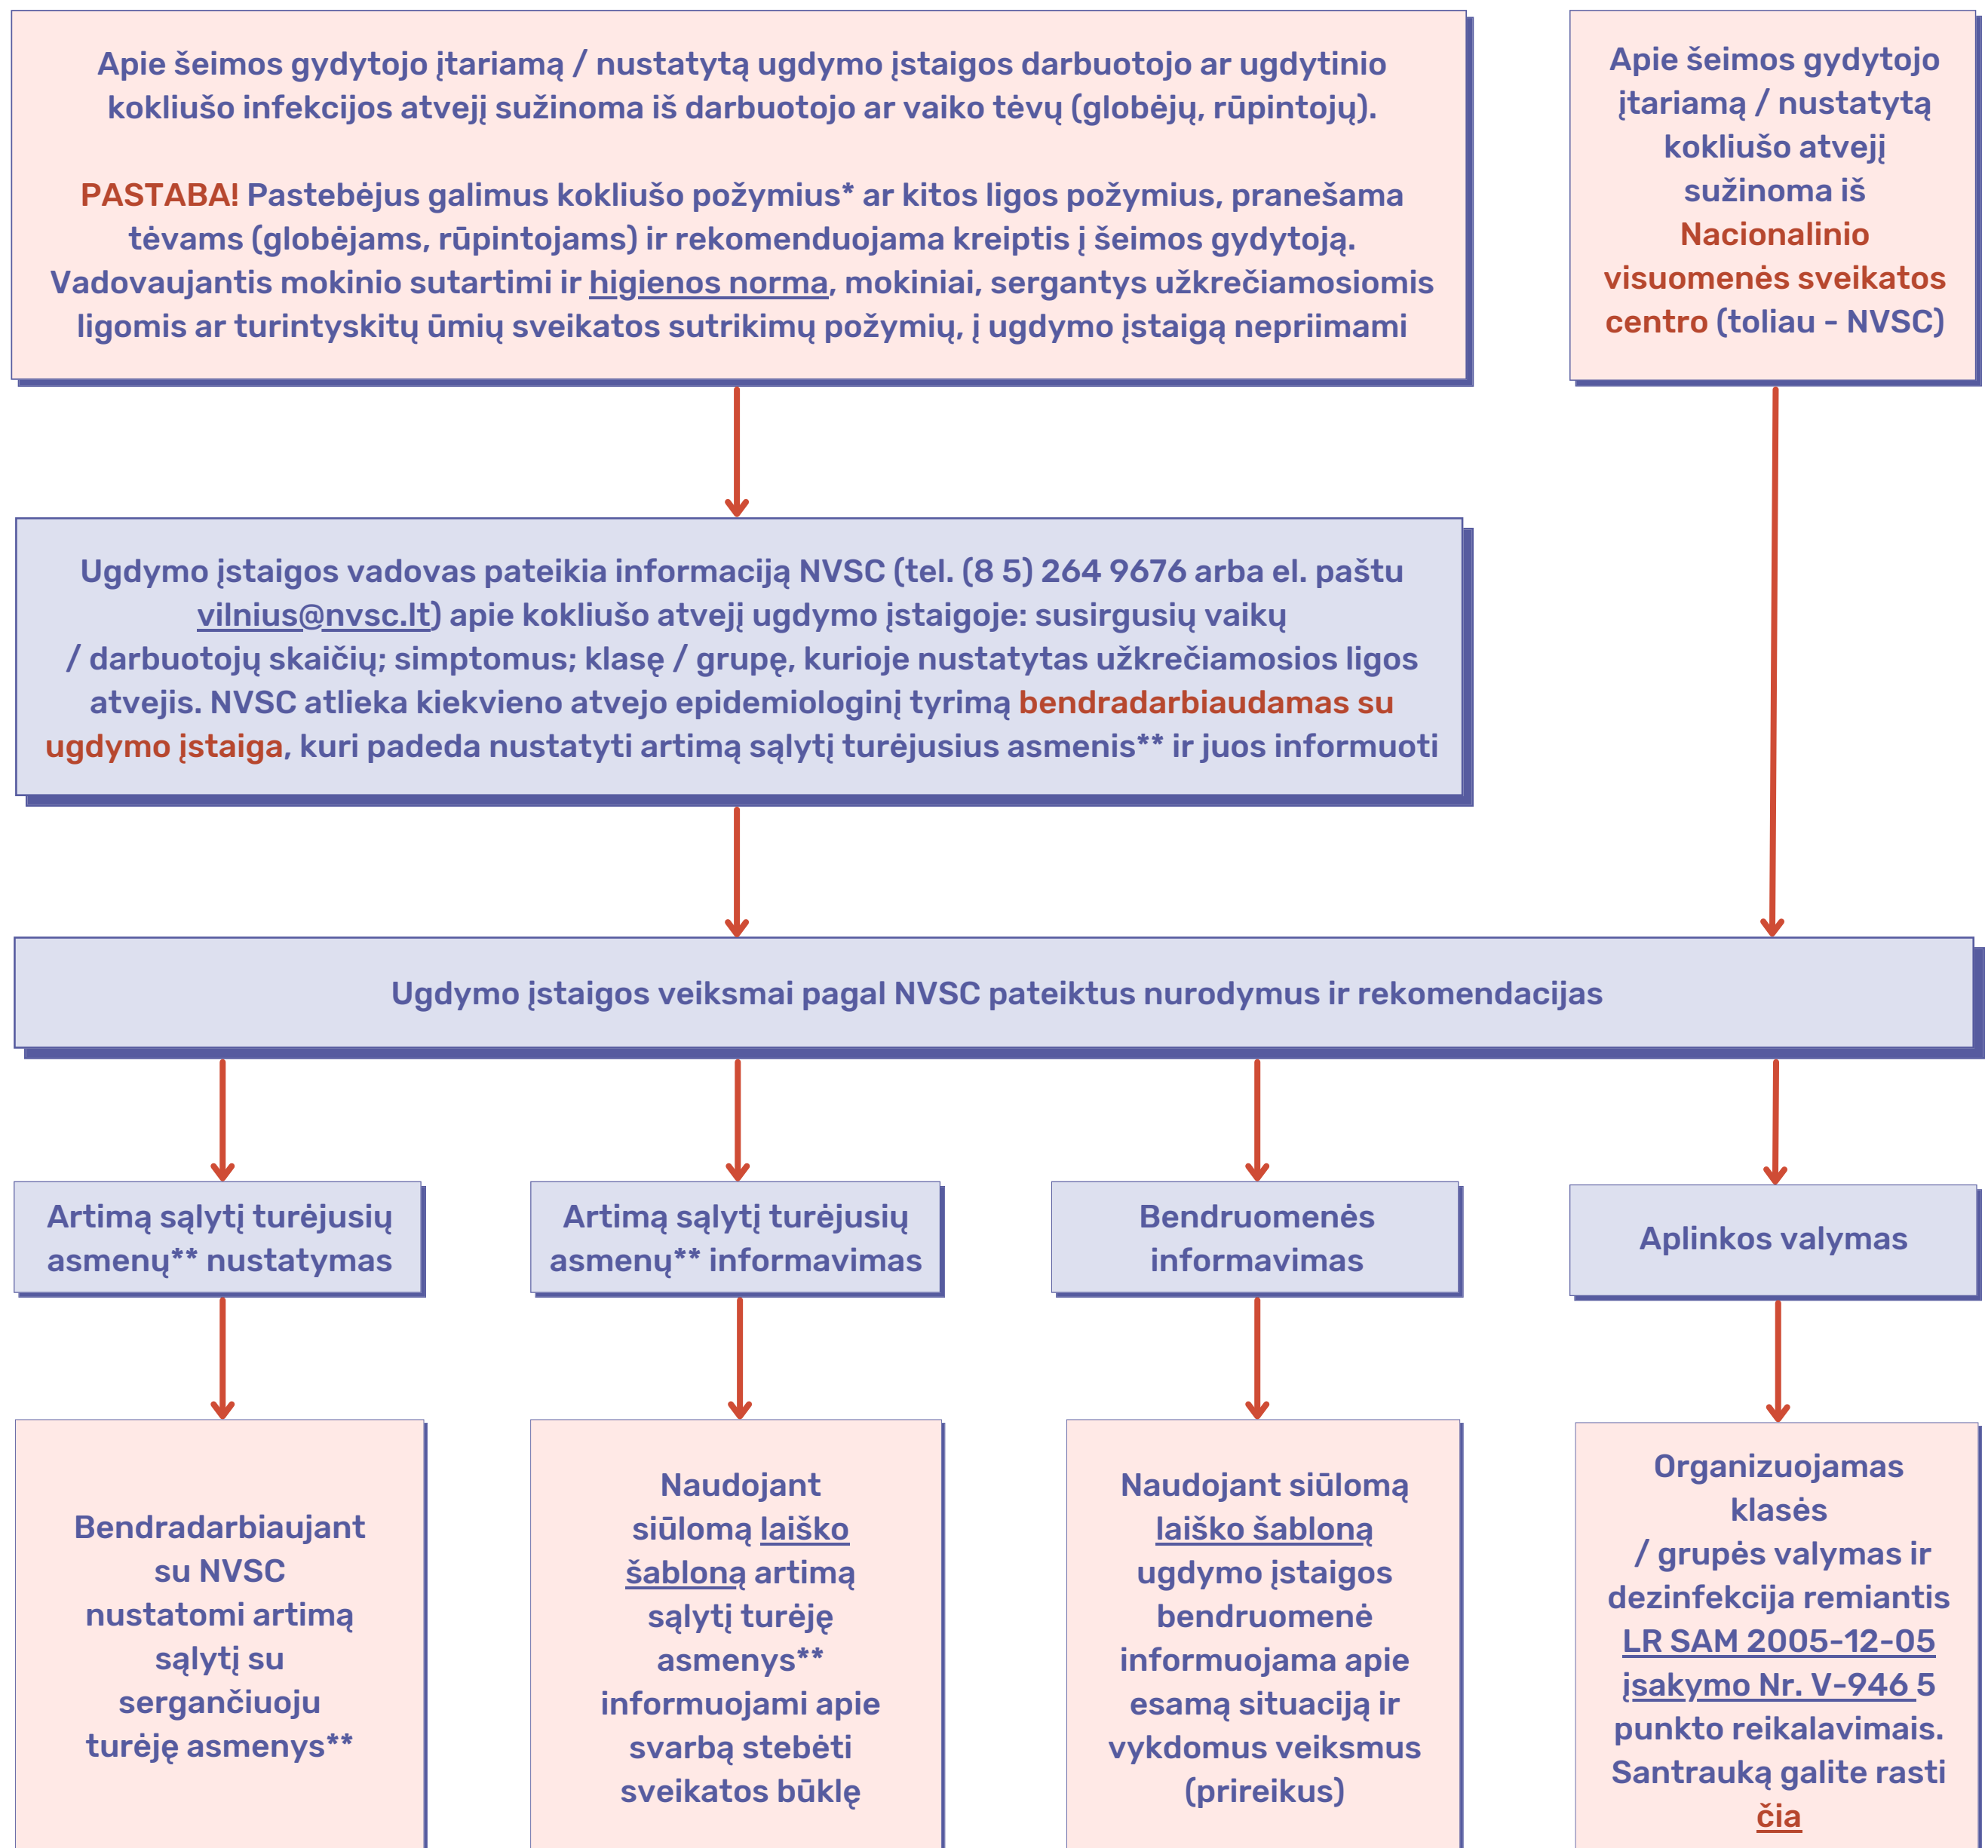 Apie šeimos gydytojo įtariamą / nustatytą ugdymo įstaigos darbuotojo ar ugdytinio
kokliušo infekcijos atvejį sužinoma iš darbuotojo ar vaiko tėvų (globėjų, rūpintojų).
PASTABA! Pastebėjus galimus kokliušo požymius* ar kitos ligos požymius, pranešama
tėvams (globėjams, rūpintojams) ir rekomenduojama kreiptis į šeimos gydytoją.
Vadovaujantis mokinio sutartimi ir higienos norma, mokiniai, sergantys užkrečiamosiomis
ligomis ar turintyskitų ūmių sveikatos sutrikimų požymių, į ugdymo įstaigą nepriimami
Apie šeimos gydytojo
įtariamą / nustatytą
kokliušo atvejį
sužinoma iš
Nacionalinio
visuomenės sveikatos
centro (toliau - NVSC)
Ugdymo įstaigos vadovas pateikia informaciją NVSC (tel. (8 5) 264 9676 arba el. paštu
vilnius@nvsc.lt) apie kokliušo atvejį ugdymo įstaigoje: susirgusių vaikų
/ darbuotojų skaičių; simptomus; klasę / grupę, kurioje nustatytas užkrečiamosios ligos
atvejis. NVSC atlieka kiekvieno atvejo epidemiologinį tyrimą bendradarbiaudamas su
ugdymo įstaiga, kuri padeda nustatyti artimą sąlytį turėjusius asmenis** ir juos informuoti
Ugdymo įstaigos veiksmai pagal NVSC pateiktus nurodymus ir rekomendacijas
Artimą sąlytį turėjusių
asmenų** nustatymas
Artimą sąlytį turėjusių
asmenų** informavimas
Bendruomenės
informavimas
Aplinkos valymas
Bendradarbiaujant
su NVSC
nustatomi artimą
sąlytį su
sergančiuoju
turėję asmenys**
Naudojant
siūlomą laiško
šabloną artimą
sąlytį turėję
asmenys**
informuojami apie
svarbą stebėti
sveikatos būklę
Naudojant siūlomą
laiško šabloną
ugdymo įstaigos
bendruomenė
informuojama apie
esamą situaciją ir
vykdomus veiksmus
(prireikus)
Organizuojamas
klasės
/ grupės valymas ir
dezinfekcija remiantis
LR SAM 2005-12-05
įsakymo Nr. V-946 5
punkto reikalavimais.
Santrauką galite rasti
čia